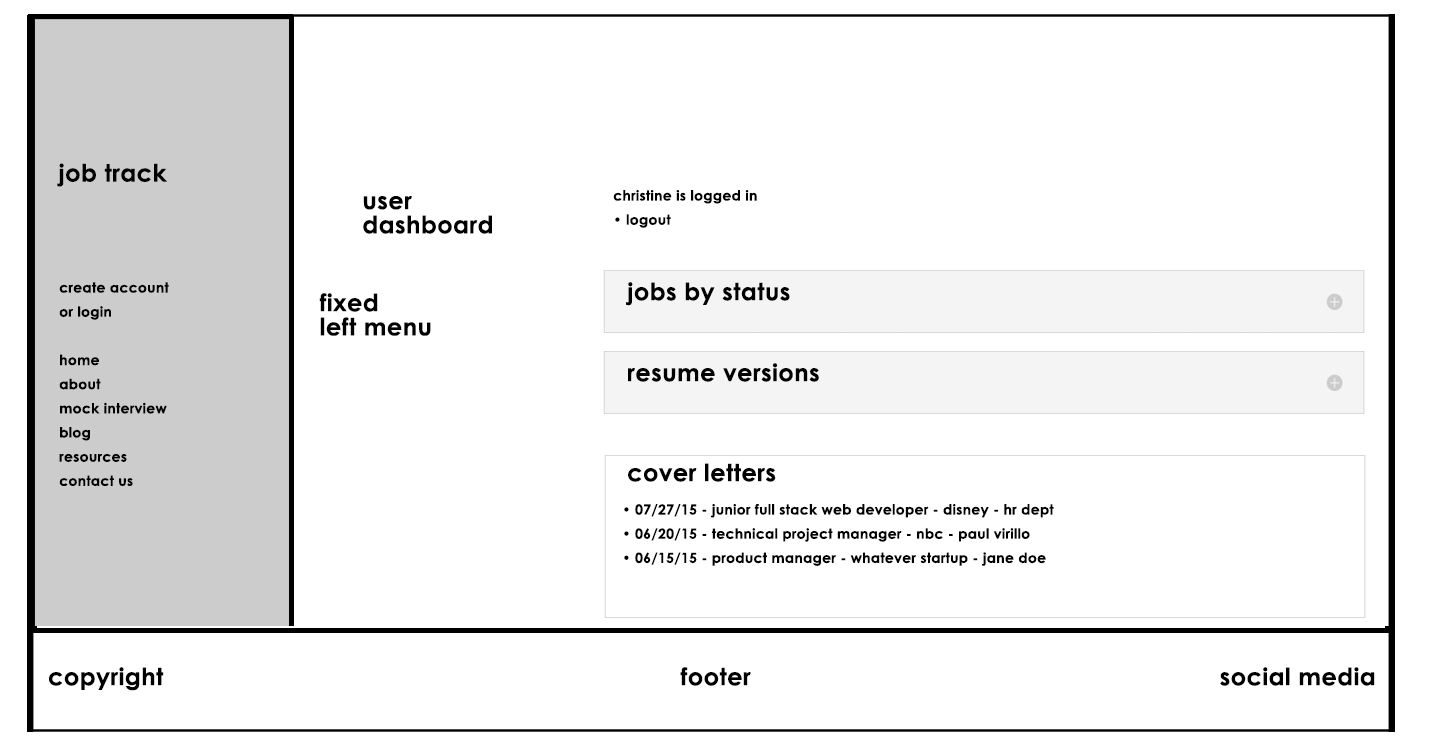 job track
create account
or login
home
about
mock interview
blog
resources
contact us
user
dashboard
fixed
left menu
christine is logged in
• logout
jobs by status
resume versions
cover letters
• 07/27/15 - junior full stack web developer - disney - hr dept
• 06/20/15 - technical project manager - nbc - paul virillo
• 06/15/15 - product manager - whatever startup - jane doe
copyright
footer
social media